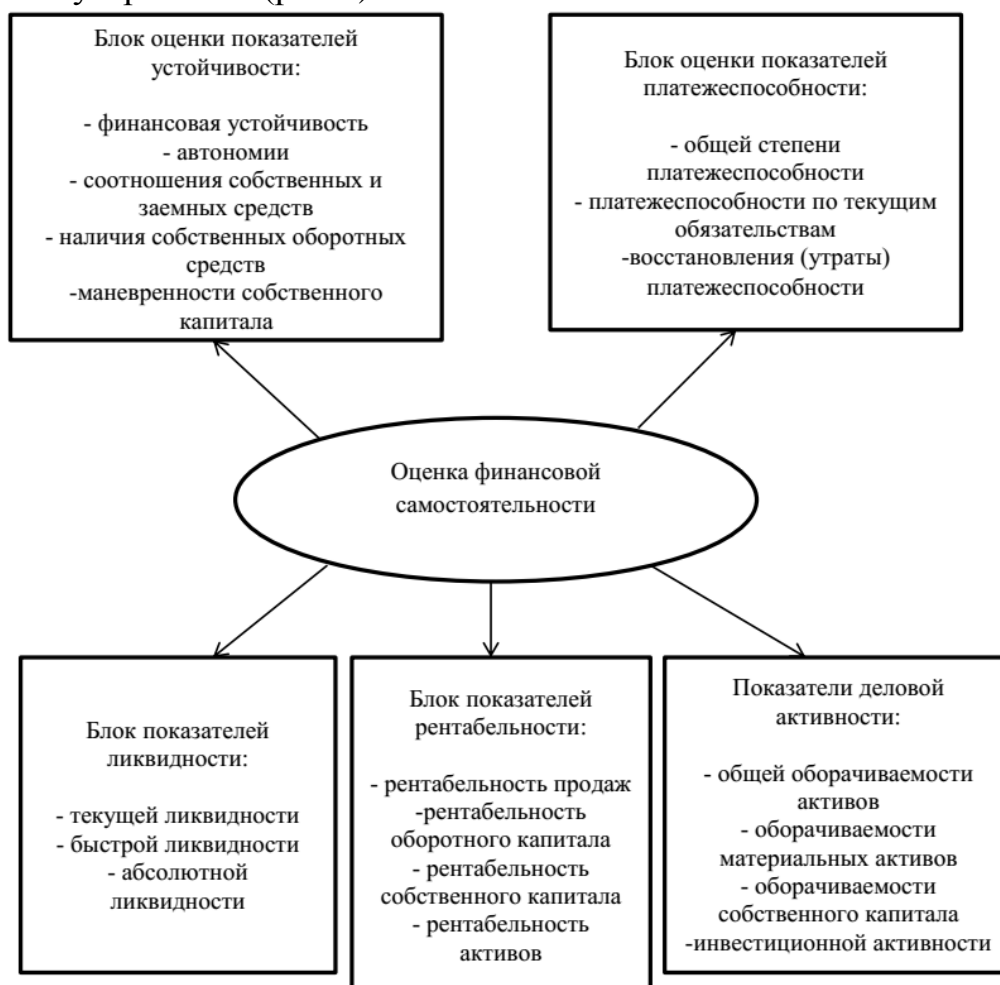 Блок оценки показателей
устойчивости:
- финансовая устойчивость
- автономии
- соотношения собственных и
заемных средств
- наличия собственных оборотных
средств
-маневренности собственного
капитала
Блок оценки показателей
платежеспособности:
- общей степени
платежеспособности
- платежеспособности по текущим
обязательствам
-восстановления (утраты)
платежеспособности
Оценка финансовой
самостоятельности
Блок показателей
ликвидности:
- текущей ликвидности
- быстрой ликвидности
- абсолютной
ликвидности
Блок показателей
рентабельности:
- рентабельность продаж
-рентабельность
оборотного капитала
- рентабельность
собственного капитала
- рентабельность
активов
Показатели деловой
активности:
- общей оборачиваемости
активов
- оборачиваемости
материальных активов
- оборачиваемости
собственного капитала
-инвестиционной активности